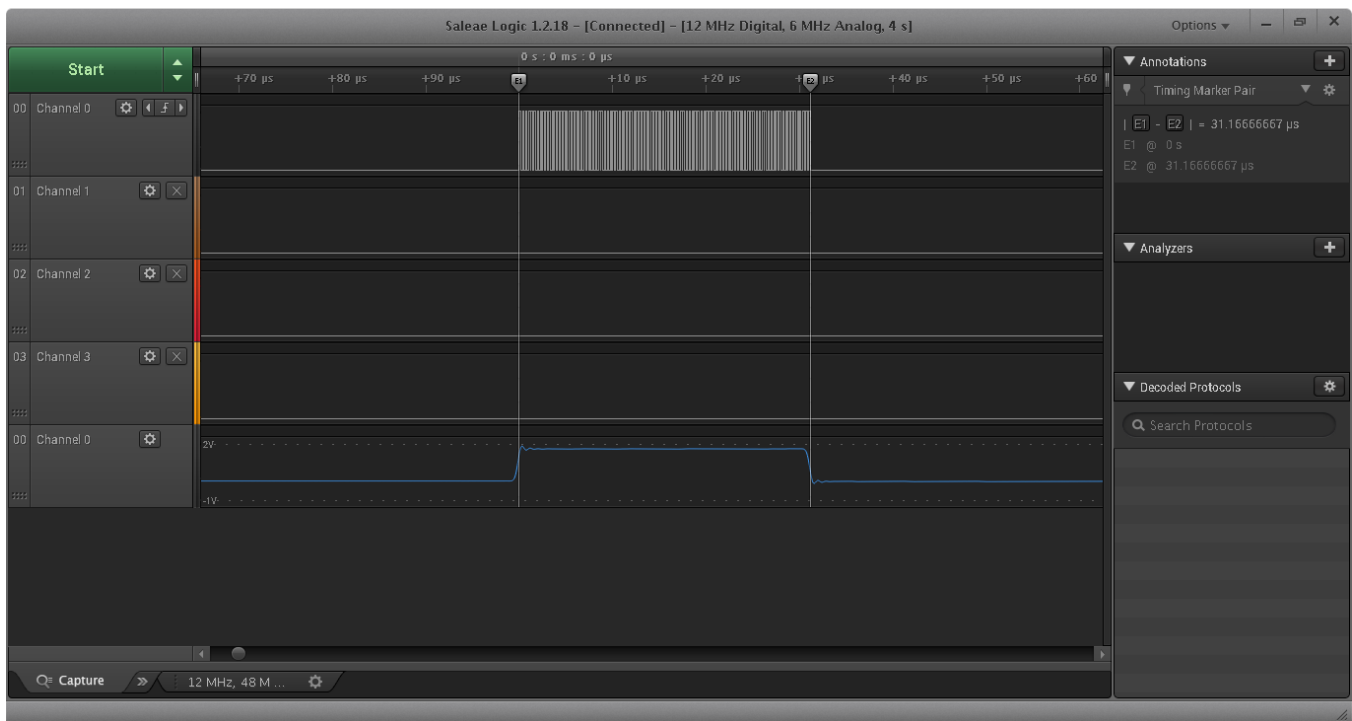 Saleae Logic 1.2.18 – [Connected] – [12 MHz Digital, 6 MHz Analog, 4 s]
Options
Start
0 s : 0 ms : 0 µs
+70 µs +80 µs +90 µs E1 +10 µs +20 µs + E2 µs +40 µs +50 µs +60
00 Channel 0
01 Channel 1
02 Channel 2
03 Channel 3
00 Channel 0
2V
-1V
Annotations
Timing Marker Pair
| E1 - E2 | = 31.16666667 µs
E1 @ 0 s
E2 @ 31.16666667 µs
Analyzers
Decoded Protocols
Search Protocols
Capture
12 MHz, 48 M ...